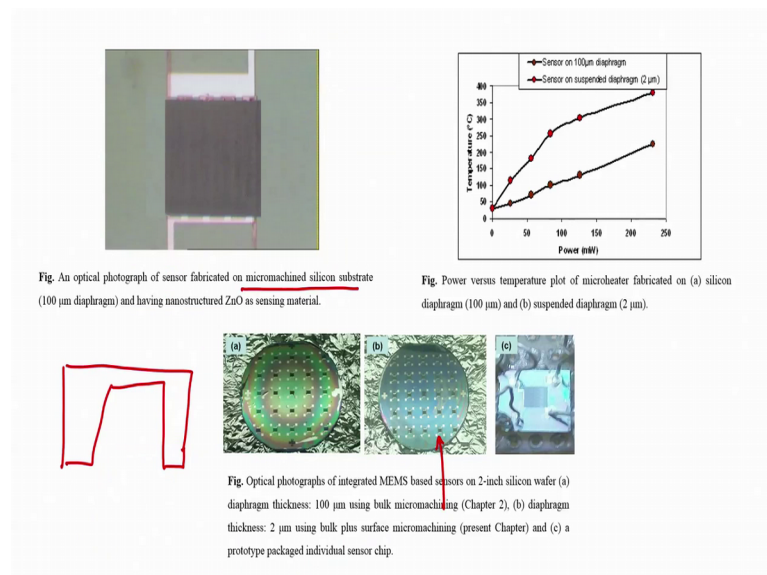 Sensor on 100µm diaphragm
Sensor on suspended diaphragm (2 µm)
400
350
300
250
200
150
100
50
0
Temperature (°C)
0 50 100 150 200 250
Power (mW)
Fig. An optical photograph of sensor fabricated on micromachined silicon substrate
(100 µm diaphragm) and having nanostructured ZnO as sensing material.
Fig. Power versus temperature plot of microheater fabricated on (a) silicon
diaphragm (100 µm) and (b) suspended diaphragm (2 µm).
(a)
(b)
(c)
Fig. Optical photographs of integrated MEMS based sensors on 2-inch silicon wafer (a)
diaphragm thickness: 100 µm using bulk micromachining (Chapter 2), (b) diaphragm
thickness: 2 µm using bulk plus surface micromachining (present Chapter) and (c) a
prototype packaged individual sensor chip.